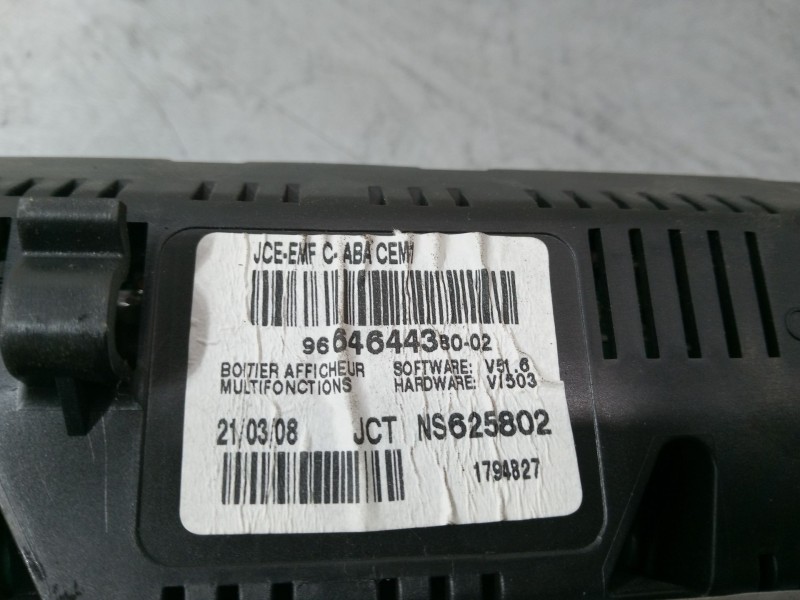 JCE-EMF C- ABA CEM1
9664644380-02
BOITIER AFFICHEUR SOFTWARE: V51.6
MULTIFONCTIONS HARDWARE: V1503
21/03/08 JCT NS625802
1794827